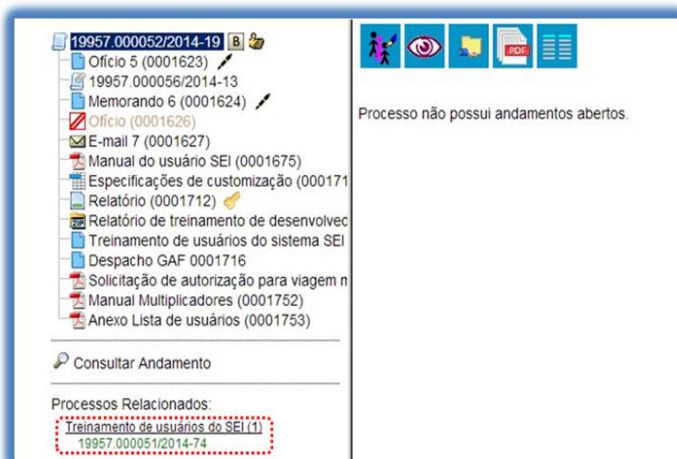 19957.000052/2014-19 B
Ofício 5 (0001623)
19957.000056/2014-13
Memorando 6 (0001624)
Ofício (0001626)
E-mail 7 (0001627)
Manual do usuário SEI (0001675)
Especificações de customização (000171
Relatório (0001712)
Relatório de treinamento de desenvolvec
Treinamento de usuários do sistema SEI
Despacho GAF 0001716
Solicitação de autorização para viagem n
Manual Multiplicadores (0001752)
Anexo Lista de usuários (0001753)
Consultar Andamento
Processos Relacionados:
Treinamento de usuários do SEI (1)
19957.000051/2014-74
PDF
Processo não possui andamentos abertos.